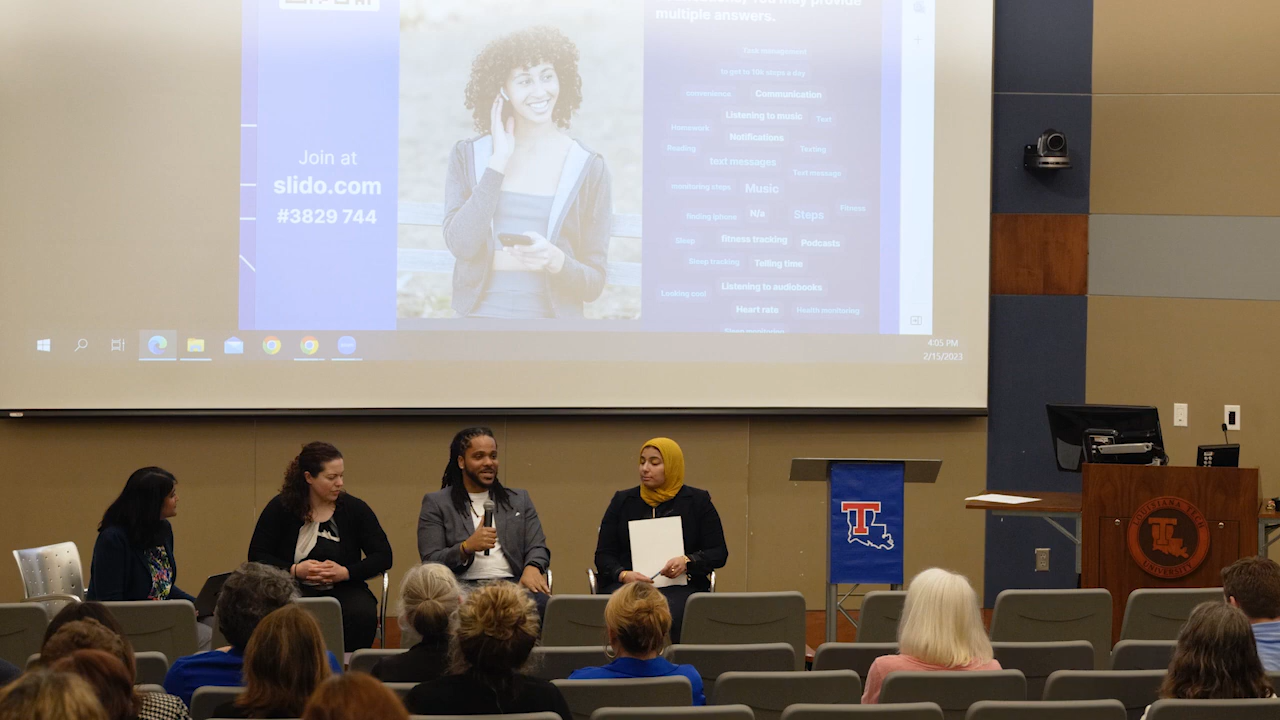 multiple answers.
Join at
slido.com
#3829 744
to get to 10k steps a day
convenience
Communication
Listening to music
Text
Homework
Notifications
Reading
Texting
text messages
Text message
monitoring steps
Music
finding iphone
N/a
Steps
Fitness
Sleep
fitness tracking
Podcasts
Sleep tracking
Telling time
Listening to audiobooks
Looking cool
Heart rate
Health monitoring
4:05 PM
2/15/2023
LOUISIANA TECH
UNIVERSITY